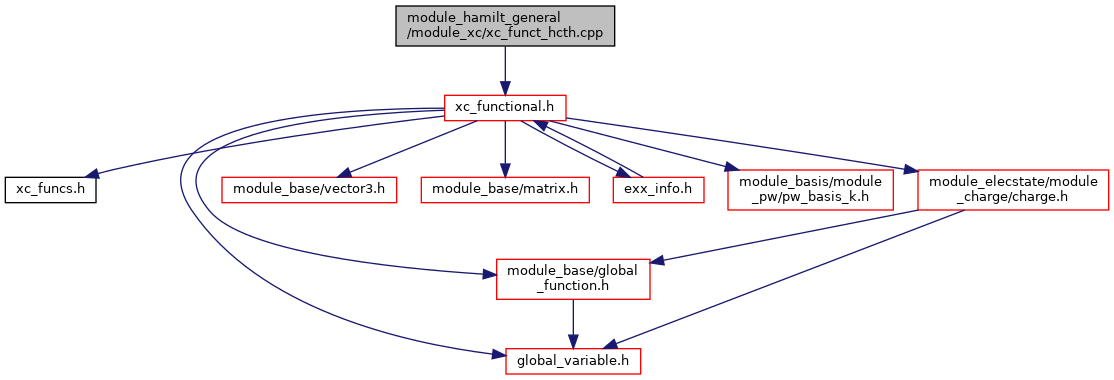 module_hamilt_general
/module_xc/xc_funct_hcth.cpp
xc_functional.h
xc_funcs.h
module_base/vector3.h
module_base/matrix.h
exx_info.h
module_basis/module
_pw/pw_basis_k.h
module_elecstate/module
_charge/charge.h
module_base/global
_function.h
global_variable.h